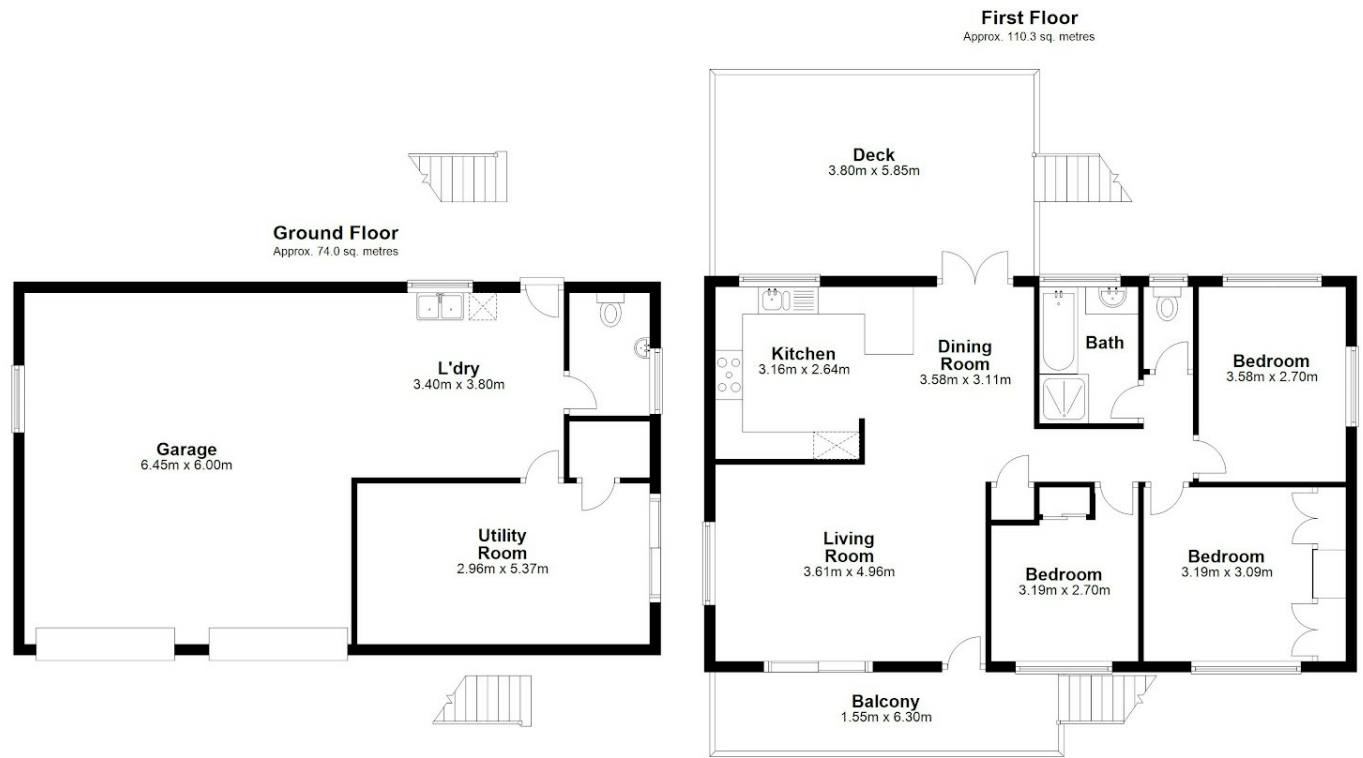 First Floor
Approx. 110.3 sq. metres
Deck
3.80m x 5.85m
Ground Floor
Approx. 74.0 sq. metres
L'dry
3.40m x 3.80m
Garage
6.45m x 6.00m
Utility
Room
2.96m x 5.37m
Kitchen
3.16m x 2.64m
Dining
Room
3.58m x 3.11m
Bath
Bedroom
3.58m x 2.70m
Living
Room
3.61m x 4.96m
Bedroom
3.19m x 2.70m
Bedroom
3.19m x 3.09m
Balcony
1.55m x 6.30m